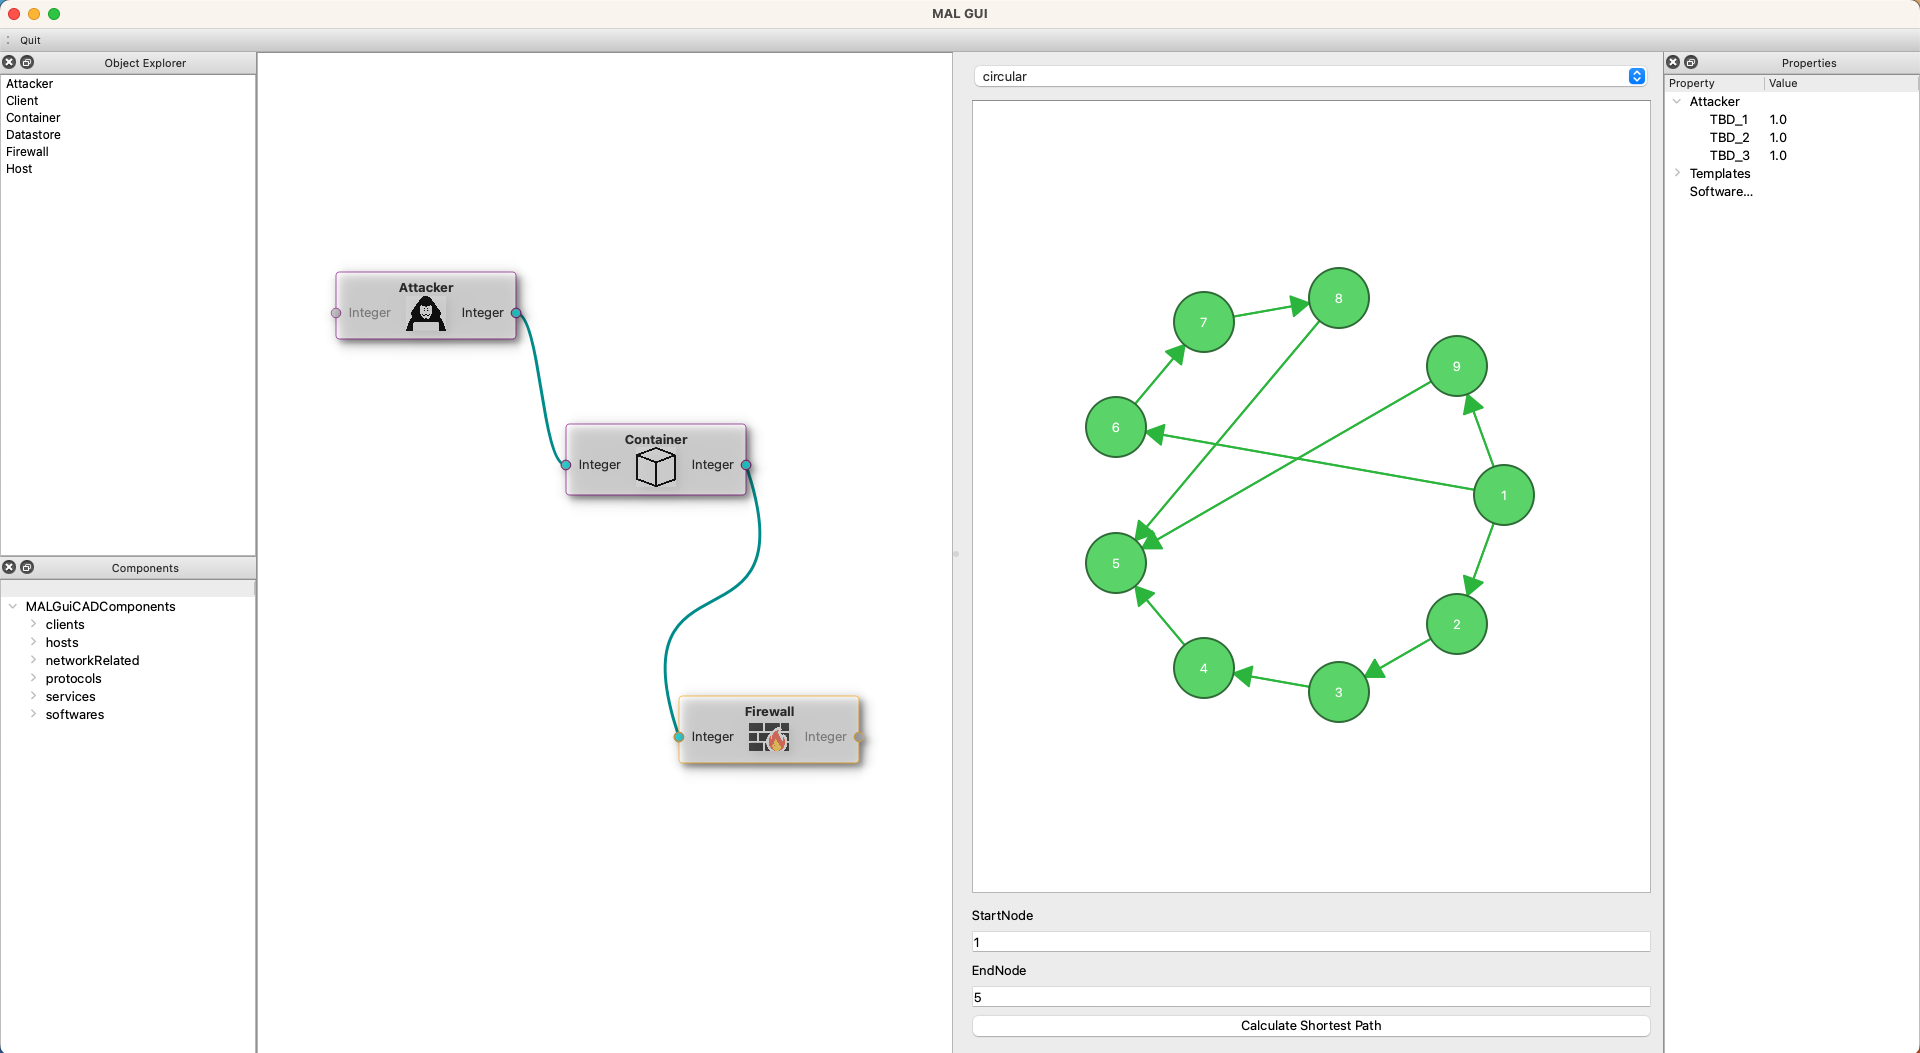 MAL GUI
Quit
Object Explorer
Attacker
Client
Container
Datastore
Firewall
Host
Components
MALGuiCADComponents
clients
hosts
networkRelated
protocols
services
softwares
Attacker
Integer Integer
Container
Integer Integer
Firewall
Integer Integer
circular
8
7
9
6
1
5
2
4
3
StartNode
1
EndNode
5
Calculate Shortest Path
Properties
Property Value
Attacker
TBD_1 1.0
TBD_2 1.0
TBD_3 1.0
Templates
Software...